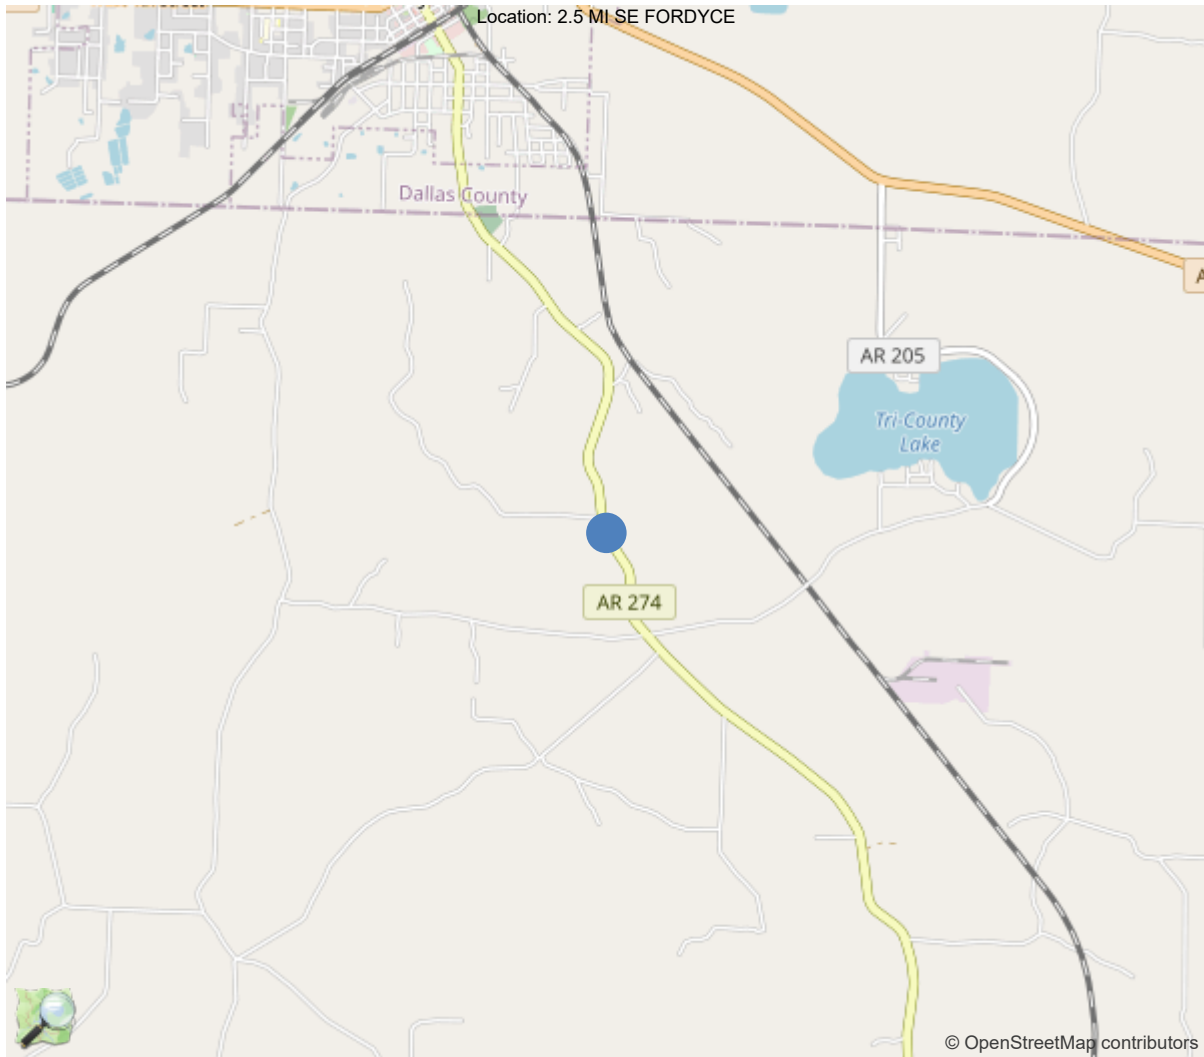 Location: 2.5 MI SE FORDYCE
Dallas County
A
AR 205
Tri-County
Lake
AR 274
© OpenStreetMap contributors